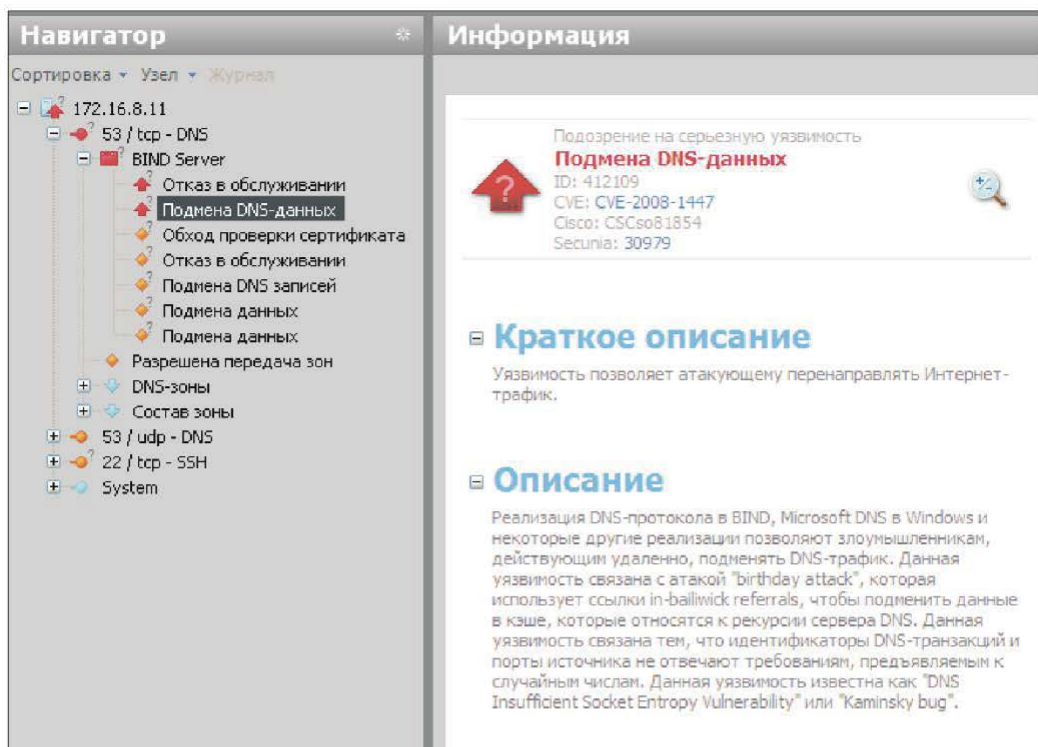 Навигатор
Сортировка Узел Журнал
172.16.8.11
53 / tcp - DNS
BIND Server
Отказ в обслуживании
Подмена DNS-данных
Обход проверки сертификата
Отказ в обслуживании
Подмена DNS записей
Подмена данных
Подмена данных
Разрешена передача зон
DNS-зоны
Состав зоны
53 / udp - DNS
22 / tcp - SSH
System
Информация
Подозрение на серьезную уязвимость
Подмена DNS-данных
ID: 412109
CVE: CVE-2008-1447
Cisco: CSCso81854
Secunia: 30979
Краткое описание
Уязвимость позволяет атакующему перенаправлять Интернет-
трафик.
Описание
Реализация DNS-протокола в BIND, Microsoft DNS в Windows и
некоторые другие реализации позволяют злоумышленникам,
действующим удаленно, подменять DNS-трафик. Данная
уязвимость связана с атакой "birthday attack", которая
использует ссылки in-bailiwick referrals, чтобы подменить данные
в кэше, которые относятся к рекурсии сервера DNS. Данная
уязвимость связана тем, что идентификаторы DNS-транзакций и
порты источника не отвечают требованиям, предъявляемым к
случайным числам. Данная уязвимость известна как "DNS
Insufficient Socket Entropy Vulnerability" или "Kaminsky bug".